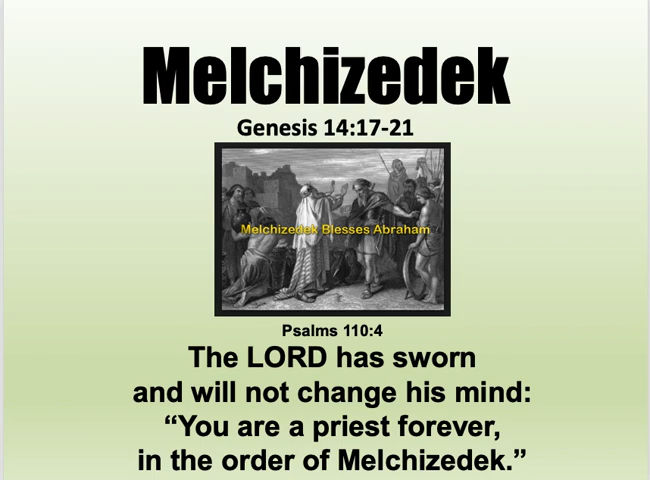 Melchizedek
Genesis 14:17-21
Melchizedek Blesses Abraham
Psalms 110:4
The LORD has sworn
and will not change his mind:
“You are a priest forever,
in the order of Melchizedek.”